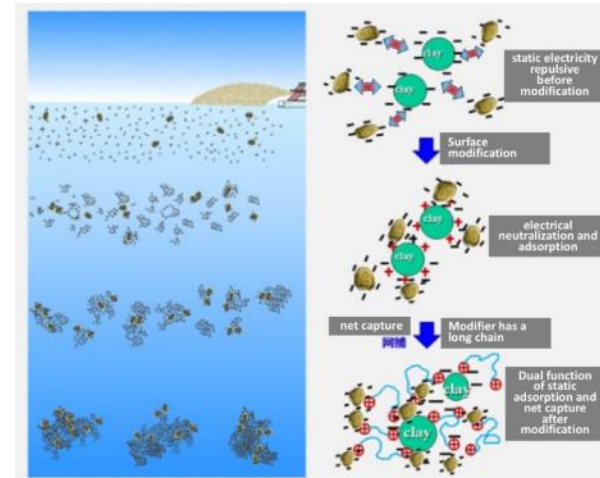 clay
clay
static electricity
repulsive
before
modification
Surface
modification
clay
clay
electrical
neutralization and
adsorption
net capture
网捕
Modifier has a
long chain
clay
clay
Dual function
of static
adsorption and
net capture
after
modification